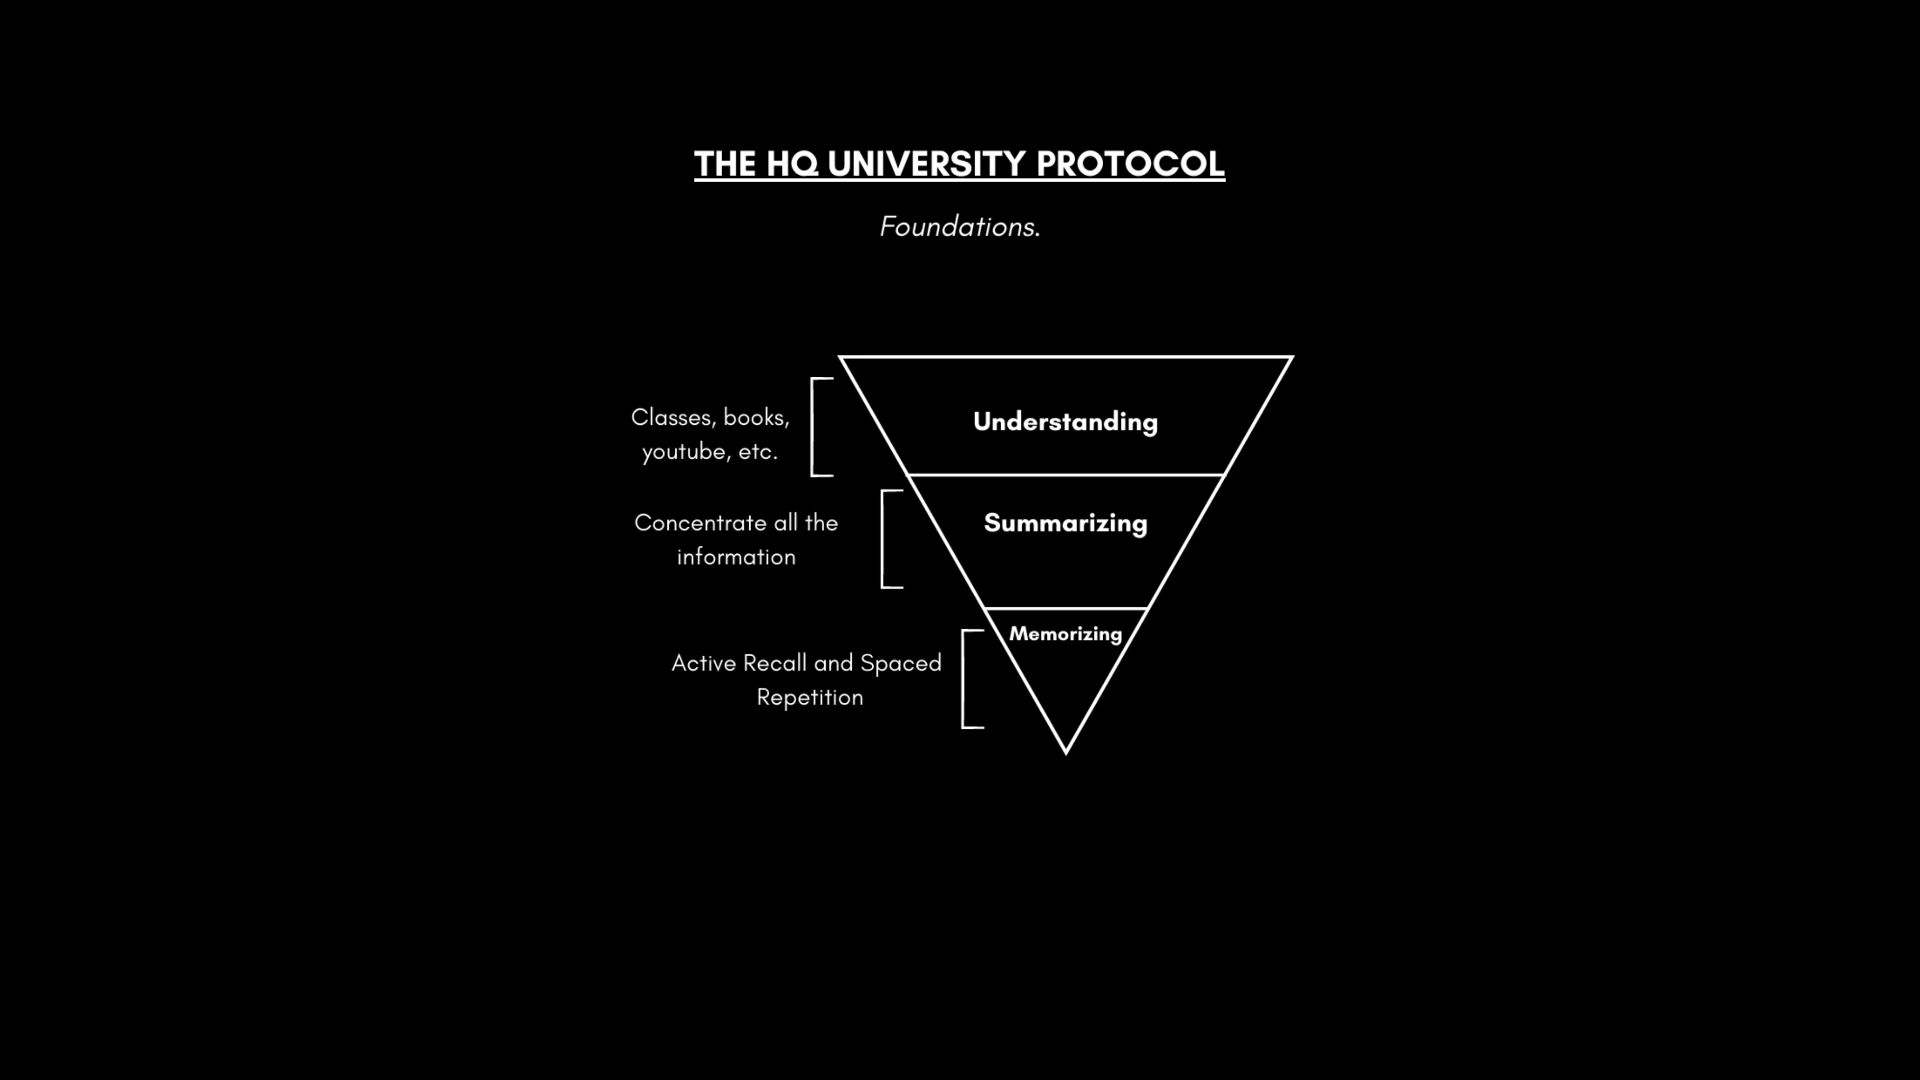 THE HQ UNIVERSITY PROTOCOL
Foundations.
Classes, books,
youtube, etc.
Understanding
Concentrate all the
information
Summarizing
Active Recall and Spaced
Repetition
Memorizing